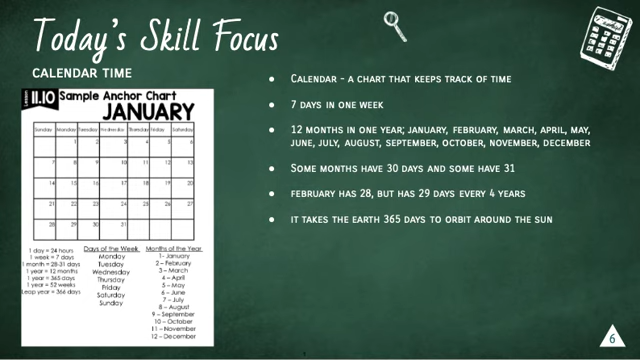 Today's Skill Focus
CALENDAR TIME
11.10 Sample Anchor Chart
JANUARY
Sunday Monday Tuesday Wednesday Thursday Friday Saturday
1 2 3 4 5 6
7 8 9 10 11 12 13
14 15 16 17 18 19 20
21 22 23 24 25 26 27
28 29 30 31
1 day = 24 hours
1 week = 7 days
1 month = 28-31 days
1 year = 12 months
1 year = 365 days
1 year = 52 weeks
Leap year = 366 days
Days of the Week
Monday
Tuesday
Wednesday
Thursday
Friday
Saturday
Sunday
Months of the Year
1- January
2 – February
3 – March
4 – April
5 – May
6 – June
7 – July
8 – August
9 – September
10 – October
11 – November
12 – December
• CALENDAR - A CHART THAT KEEPS TRACK OF TIME
• 7 DAYS IN ONE WEEK
• 12 MONTHS IN ONE YEAR; JANUARY, FEBRUARY, MARCH, APRIL, MAY,
JUNE, JULY, AUGUST, SEPTEMBER, OCTOBER, NOVEMBER, DECEMBER
• SOME MONTHS HAVE 30 DAYS AND SOME HAVE 31
• FEBRUARY HAS 28, BUT HAS 29 DAYS EVERY 4 YEARS
• IT TAKES THE EARTH 365 DAYS TO ORBIT AROUND THE SUN
6